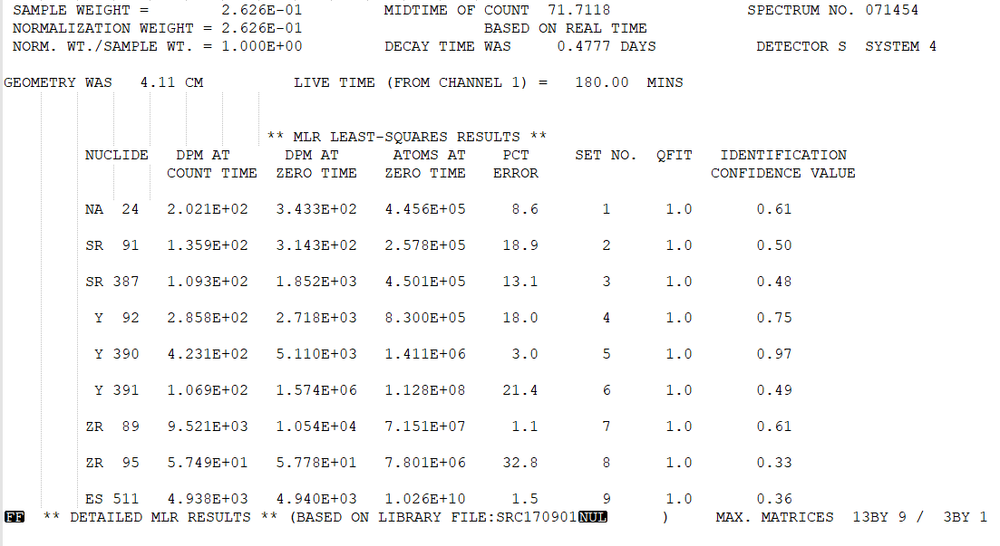 SAMPLE WEIGHT = 2.626E-01 MIDTIME OF COUNT 71.7118 SPECTRUM NO. 071454
NORMALIZATION WEIGHT = 2.626E-01 BASED ON REAL TIME
NORM. WT./SAMPLE WT. = 1.000E+00 DECAY TIME WAS 0.4777 DAYS DETECTOR S SYSTEM 4
GEOMETRY WAS 4.11 CM LIVE TIME (FROM CHANNEL 1) = 180.00 MINS
** MLR LEAST-SQUARES RESULTS **
NUCLIDE DPM AT DPM AT ATOMS AT PCT SET NO. QFIT IDENTIFICATION
COUNT TIME ZERO TIME ZERO TIME ERROR CONFIDENCE VALUE
NA 24 2.021E+02 3.433E+02 4.456E+05 8.6 1 1.0 0.61
SR 91 1.359E+02 3.143E+02 2.578E+05 18.9 2 1.0 0.50
SR 387 1.093E+02 1.852E+03 4.501E+05 13.1 3 1.0 0.48
Y 92 2.858E+02 2.718E+03 8.300E+05 18.0 4 1.0 0.75
Y 390 4.231E+02 5.110E+03 1.411E+06 3.0 5 1.0 0.97
Y 391 1.069E+02 1.574E+06 1.128E+08 21.4 6 1.0 0.49
ZR 89 9.521E+03 1.054E+04 7.151E+07 1.1 7 1.0 0.61
ZR 95 5.749E+01 5.778E+01 7.801E+06 32.8 8 1.0 0.33
ES 511 4.938E+03 4.940E+03 1.026E+10 1.5 9 1.0 0.36
FF ** DETAILED MLR RESULTS ** (BASED ON LIBRARY FILE:SRC170901NUL ) MAX. MATRICES 13BY 9 / 3BY 1